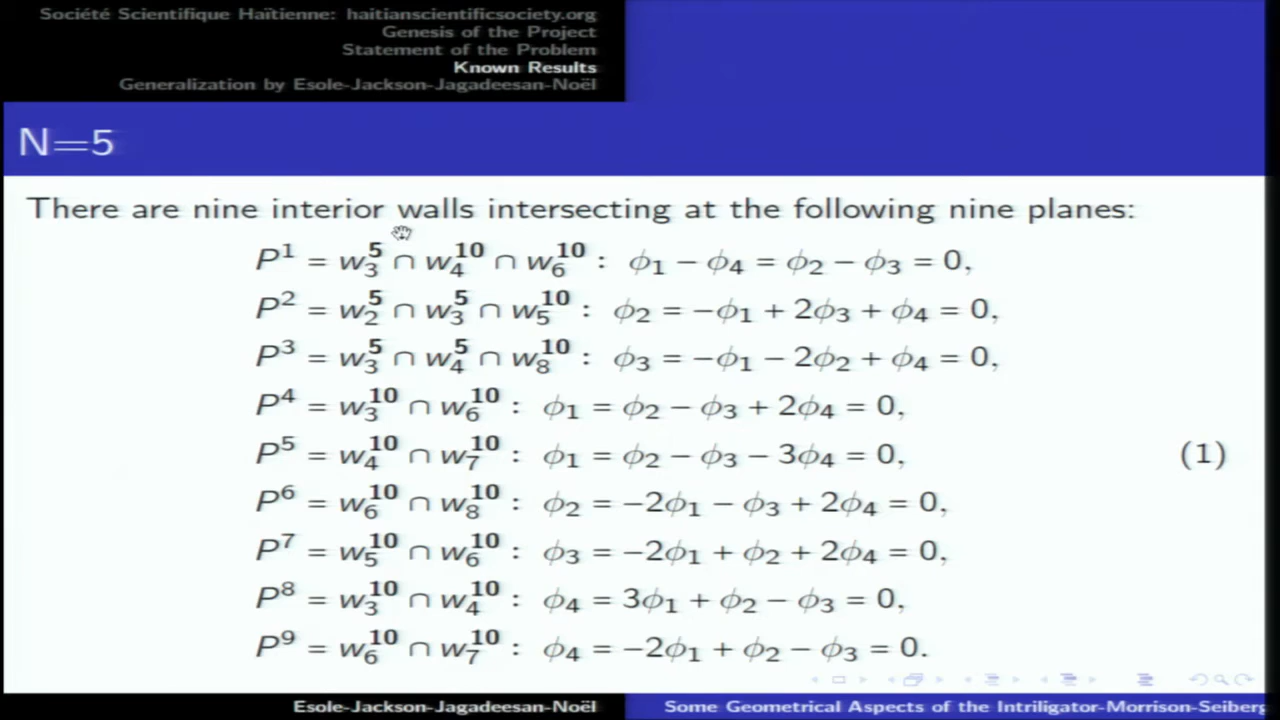 Société Scientifique Haïtienne: haitianscientificsociety.org
Genesis of the Project
Statement of the Problem
Known Results
Generalization by Esole-Jackson-Jagadeesan-Noël
N=5
There are nine interior walls intersecting at the following nine planes:
P¹ = w₃⁵ ∩ w₄¹⁰ ∩ w₆¹⁰ : ϕ₁ − ϕ₄ = ϕ₂ − ϕ₃ = 0,
P² = w₂⁵ ∩ w₃⁵ ∩ w₅¹⁰ : ϕ₂ = −ϕ₁ + 2ϕ₃ + ϕ₄ = 0,
P³ = w₃⁵ ∩ w₄⁵ ∩ w₈¹⁰ : ϕ₃ = −ϕ₁ − 2ϕ₂ + ϕ₄ = 0,
P⁴ = w₃¹⁰ ∩ w₆¹⁰ : ϕ₁ = ϕ₂ − ϕ₃ + 2ϕ₄ = 0,
P⁵ = w₄¹⁰ ∩ w₇¹⁰ : ϕ₁ = ϕ₂ − ϕ₃ − 3ϕ₄ = 0, (1)
P⁶ = w₆¹⁰ ∩ w₈¹⁰ : ϕ₂ = −2ϕ₁ − ϕ₃ + 2ϕ₄ = 0,
P⁷ = w₅¹⁰ ∩ w₆¹⁰ : ϕ₃ = −2ϕ₁ + ϕ₂ + 2ϕ₄ = 0,
P⁸ = w₃¹⁰ ∩ w₄¹⁰ : ϕ₄ = 3ϕ₁ + ϕ₂ − ϕ₃ = 0,
P⁹ = w₆¹⁰ ∩ w₇¹⁰ : ϕ₄ = −2ϕ₁ + ϕ₂ − ϕ₃ = 0.
Esole-Jackson-Jagadeesan-Noël Some Geometrical Aspects of the Intriligator-Morrison-Seiberg